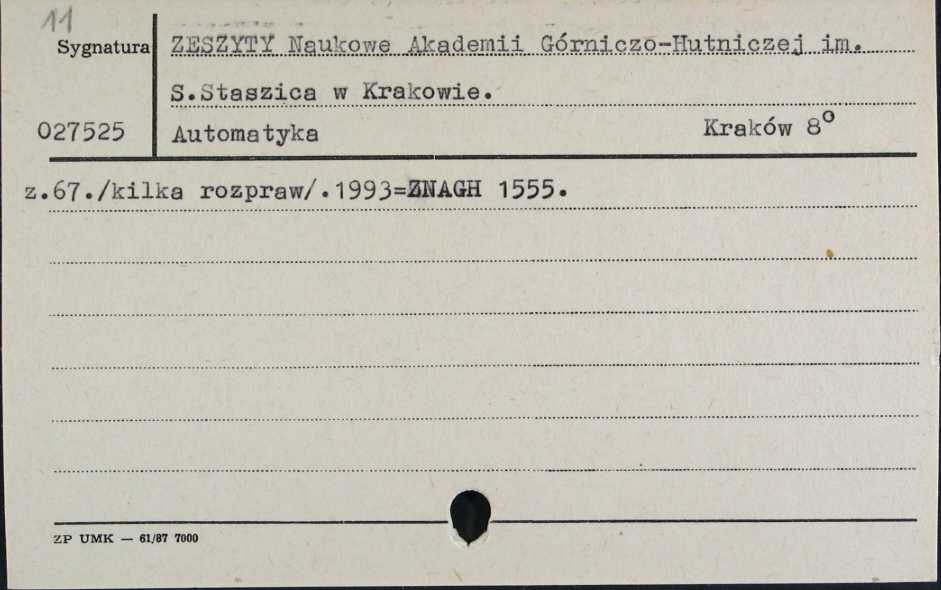 11
Sygnatura ZESZYTY Naukowe Akademii Górniczo-Hutniczej im.
S.Staszica w Krakowie.
027525 Automatyka Kraków 8º
z.67./kilka rozpraw/.1993=ZNAGH 1555.
ZP UMK — 61/87 7000